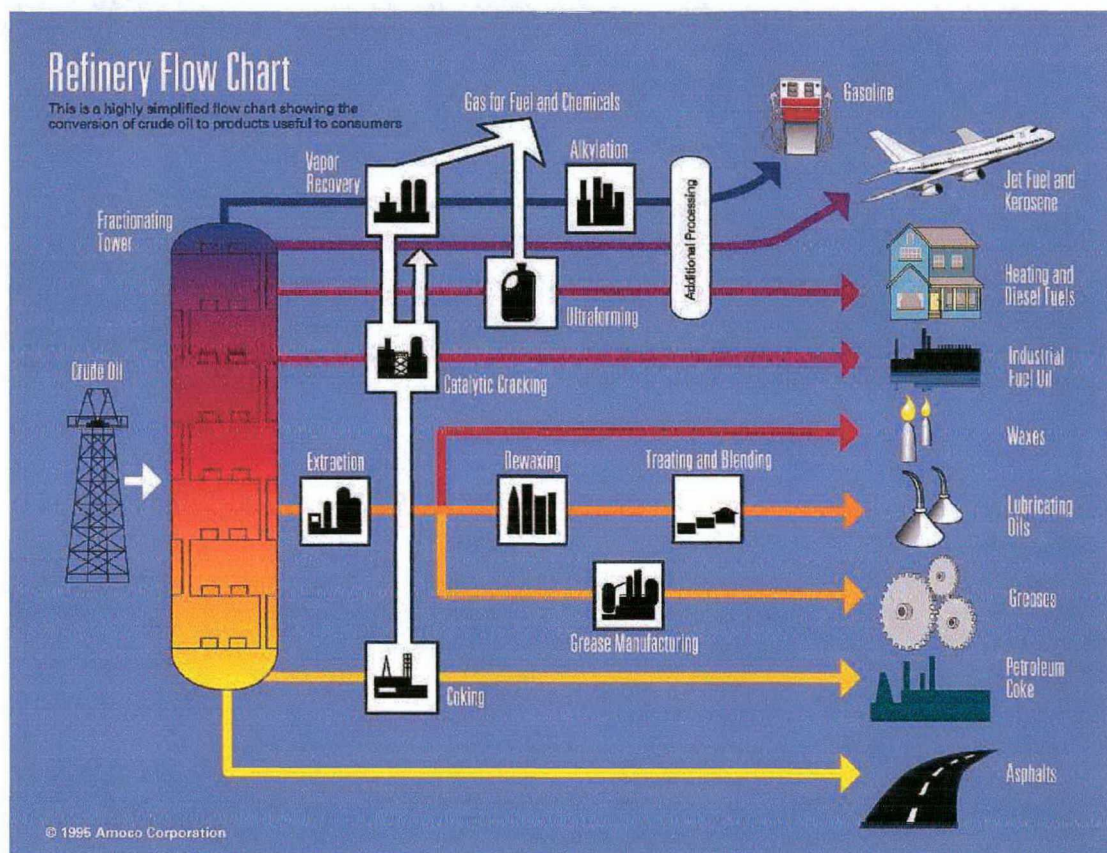 Refinery Flow Chart
This is a highly simplified flow chart showing the
conversion of crude oil to products useful to consumers
Gas for Fuel and Chemicals
Gasoline
Vapor
Recovery
Alkylation
Jet Fuel and
Kerosene
Fractionating
Tower
Additional Processing
Heating and
Diesel Fuels
Ultraforming
Crude Oil
Catalytic Cracking
Industrial
Fuel Oil
Waxes
Extraction
Dewaxing
Treating and Blending
Lubricating
Oils
Greases
Grease Manufacturing
Petroleum
Coke
Coking
Asphalts
© 1995 Amoco Corporation